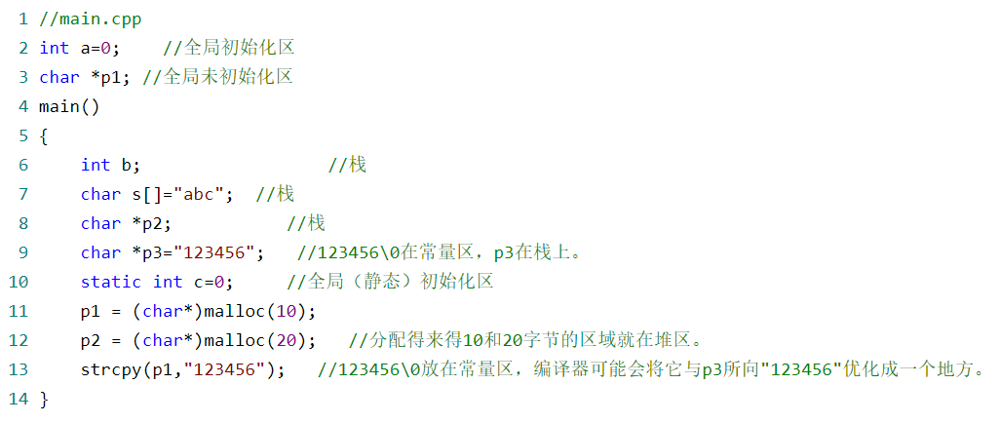 1 //main.cpp
2 int a=0;    //全局初始化区
3 char *p1; //全局未初始化区
4 main()
5 {
6     int b;                    //栈
7     char s[]="abc";  //栈
8     char *p2;           //栈
9     char *p3="123456";   //123456\0在常量区，p3在栈上。
10     static int c=0;     //全局（静态）初始化区
11     p1 = (char*)malloc(10);
12     p2 = (char*)malloc(20);   //分配得来得10和20字节的区域就在堆区。
13     strcpy(p1,"123456");   //123456\0放在常量区，编译器可能会将它与p3所向"123456"优化成一个地方。
14 }